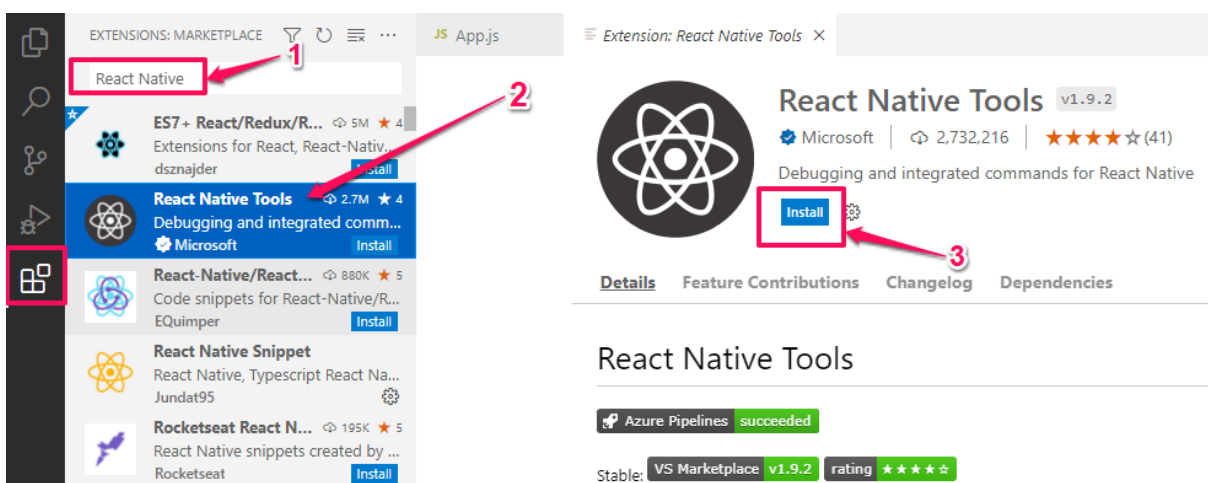 EXTENSIONS: MARKETPLACE
1
React Native
ES7+ React/Redux/R... 5M ★ 4
Extensions for React, React-Nativ...
dsznajder Install
2
React Native Tools 2.7M ★ 4
Debugging and integrated comm...
Microsoft Install
React-Native/React... 880K ★ 5
Code snippets for React-Native/R...
EQuimper Install
React Native Snippet
React Native, Typescript React Na...
Jundat95
Rocketseat React N... 195K ★ 5
React Native snippets created by ...
Rocketseat Install
JS App.js
Extension: React Native Tools ×
React Native Tools v1.9.2
Microsoft | 2,732,216 | ★★★★☆(41)
Debugging and integrated commands for React Native
Install
3
Details Feature Contributions Changelog Dependencies
React Native Tools
Azure Pipelines succeeded
Stable: VS Marketplace v1.9.2 rating ★★★★☆